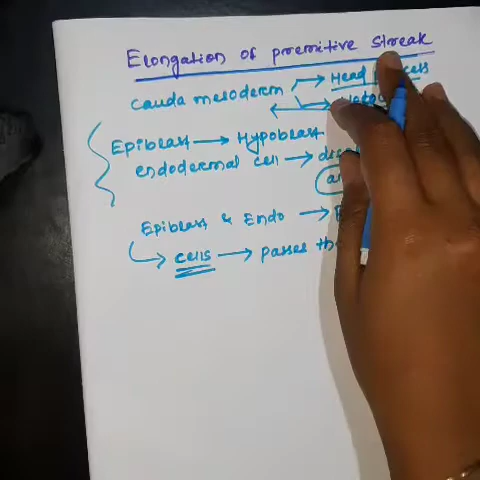 Elongation of premitive streak
cauda mesoderm → Head
Epiblast → Hypoblast
endodermal cell →
Epiblast & Endo →
cells → passes